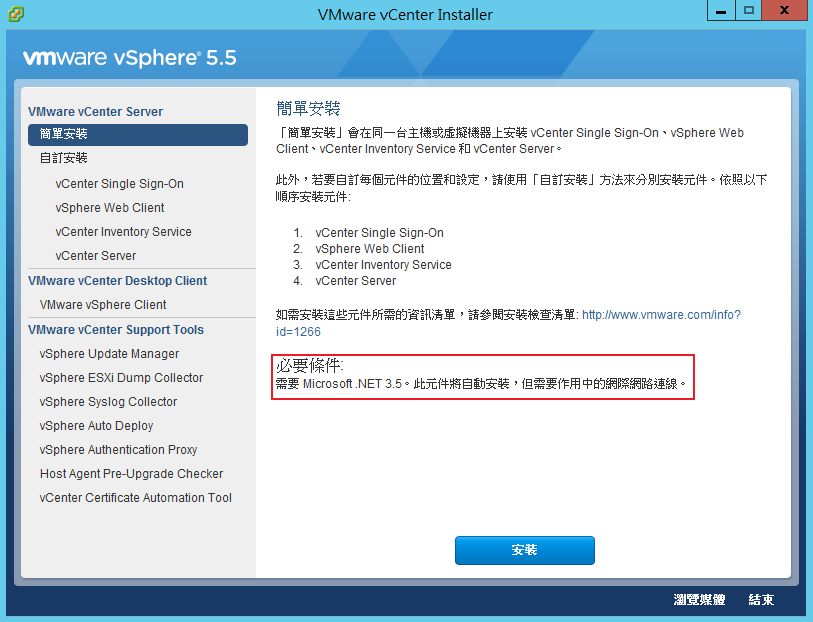 VMware vCenter Installer
vmware vSphere® 5.5
VMware vCenter Server
簡單安裝
自訂安裝
vCenter Single Sign-On
vSphere Web Client
vCenter Inventory Service
vCenter Server
VMware vCenter Desktop Client
VMware vSphere Client
VMware vCenter Support Tools
vSphere Update Manager
vSphere ESXi Dump Collector
vSphere Syslog Collector
vSphere Auto Deploy
vSphere Authentication Proxy
Host Agent Pre-Upgrade Checker
vCenter Certificate Automation Tool
簡單安裝
「簡單安裝」會在同一台主機或虛擬機器上安裝 vCenter Single Sign-On、vSphere Web
Client、vCenter Inventory Service 和 vCenter Server。
此外，若要自訂每個元件的位置和設定，請使用「自訂安裝」方法來分別安裝元件。依照以下
順序安裝元件:
1. vCenter Single Sign-On
2. vSphere Web Client
3. vCenter Inventory Service
4. vCenter Server
如需安裝這些元件所需的資訊清單，請參閱安裝檢查清單: http://www.vmware.com/info?
id=1266
必要條件:
需要 Microsoft .NET 3.5。此元件將自動安裝，但需要作用中的網際網路連線。
安裝
瀏覽媒體 結束